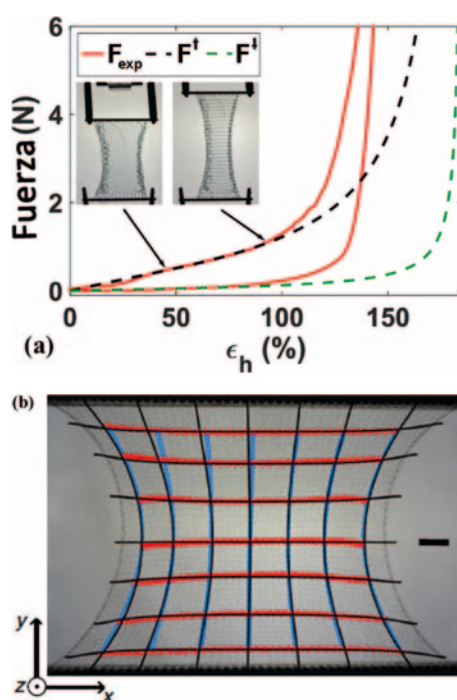 6
F_exp F↑ F↓
4
Fuerza (N)
2
0
0 50 100 150
(a) ϵ_h (%)
(b)
y
z x